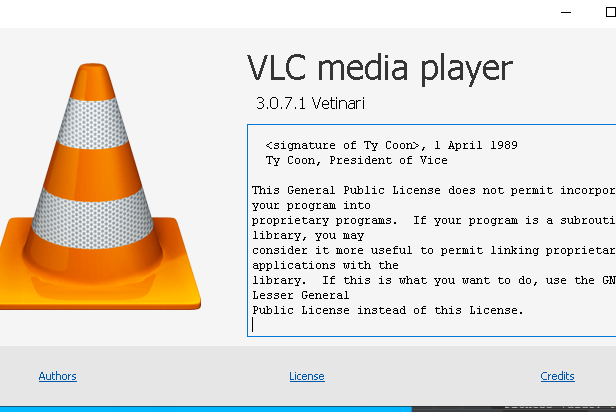 VLC media player
3.0.7.1 Vetinari
<signature of Ty Coon>, 1 April 1989
Ty Coon, President of Vice
This General Public License does not permit incorpor
your program into
proprietary programs.  If your program is a subrouti
library, you may
consider it more useful to permit linking proprietar
applications with the
library.  If this is what you want to do, use the GN
Lesser General
Public License instead of this License.
Authors
License
Credits